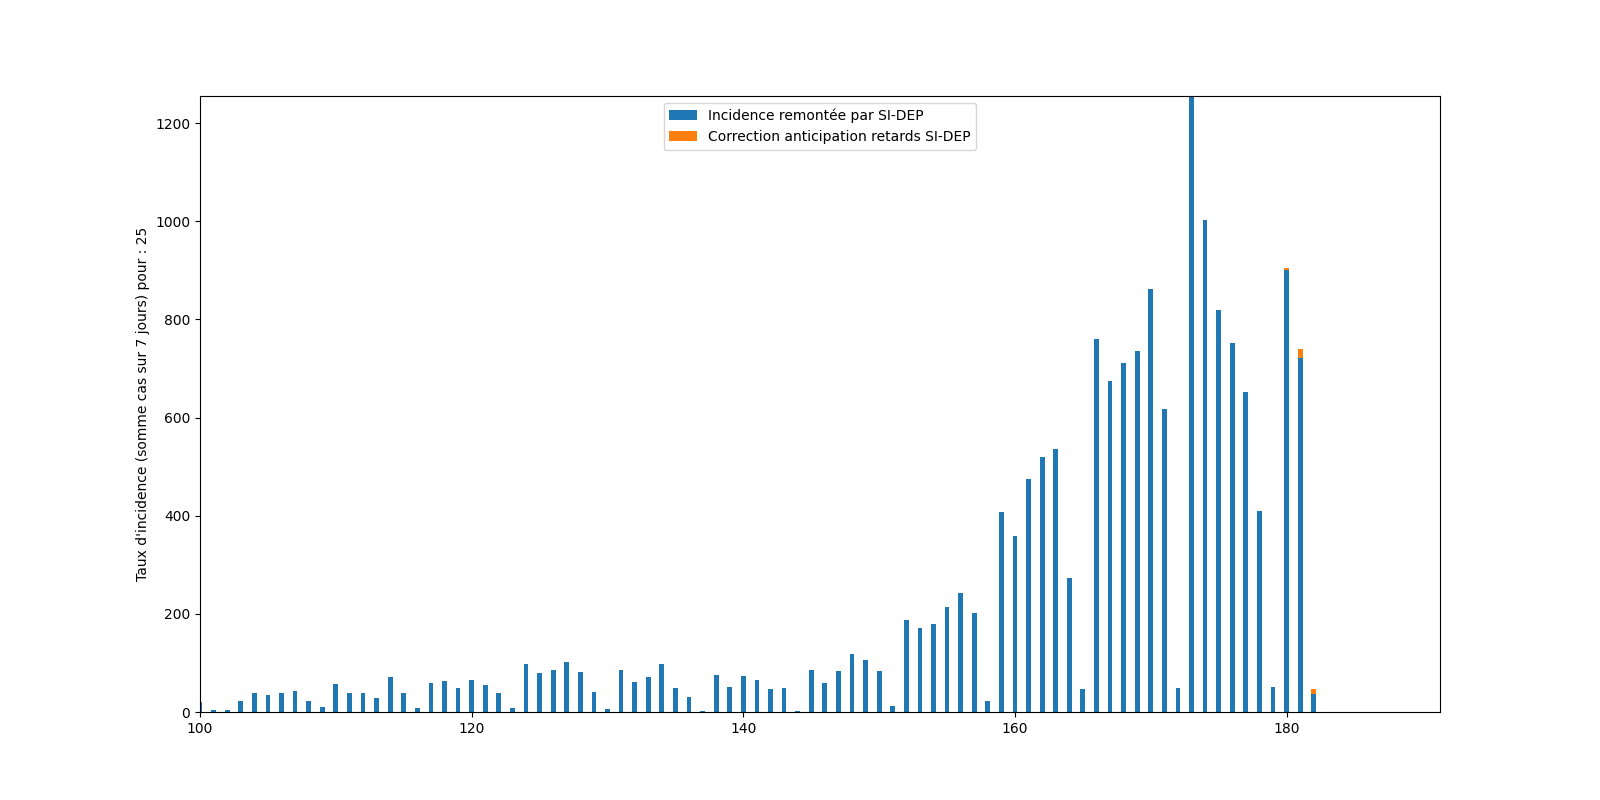 Incidence remontée par SI-DEP
Correction anticipation retards SI-DEP
Taux d'incidence (somme cas sur 7 jours) pour : 25
1200
1000
800
600
400
200
0
100 120 140 160 180